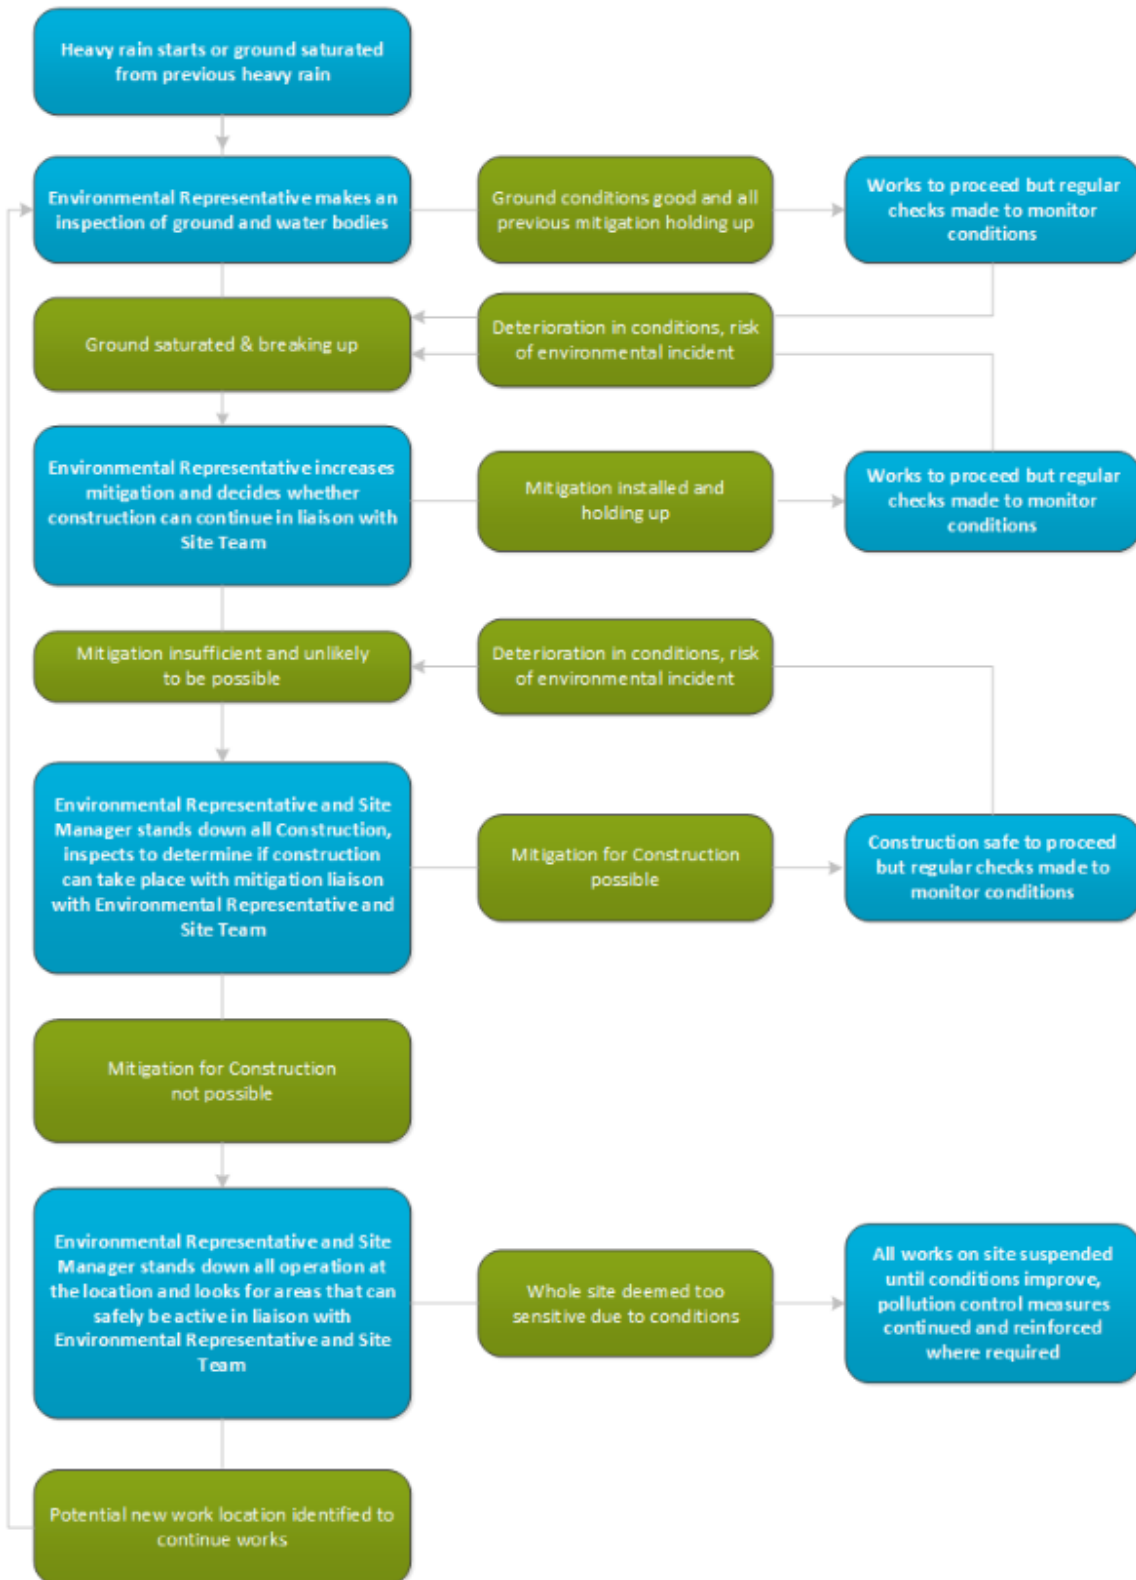 Heavy rain starts or ground saturated
from previous heavy rain
Environmental Representative makes an
inspection of ground and water bodies
Ground conditions good and all
previous mitigation holding up
Works to proceed but regular
checks made to monitor
conditions
Ground saturated & breaking up
Deterioration in conditions, risk
of environmental incident
Environmental Representative increases
mitigation and decides whether
construction can continue in liaison with
Site Team
Mitigation installed and
holding up
Works to proceed but regular
checks made to monitor
conditions
Mitigation insufficient and unlikely
to be possible
Deterioration in conditions, risk
of environmental incident
Environmental Representative and Site
Manager stands down all Construction,
inspects to determine if construction
can take place with mitigation liaison
with Environmental Representative and
Site Team
Mitigation for Construction
possible
Construction safe to proceed
but regular checks made to
monitor conditions
Mitigation for Construction
not possible
Environmental Representative and Site
Manager stands down all operation at
the location and looks for areas that can
safely be active in liaison with
Environmental Representative and Site
Team
Whole site deemed too
sensitive due to conditions
All works on site suspended
until conditions improve,
pollution control measures
continued and reinforced
where required
Potential new work location identified to
continue works